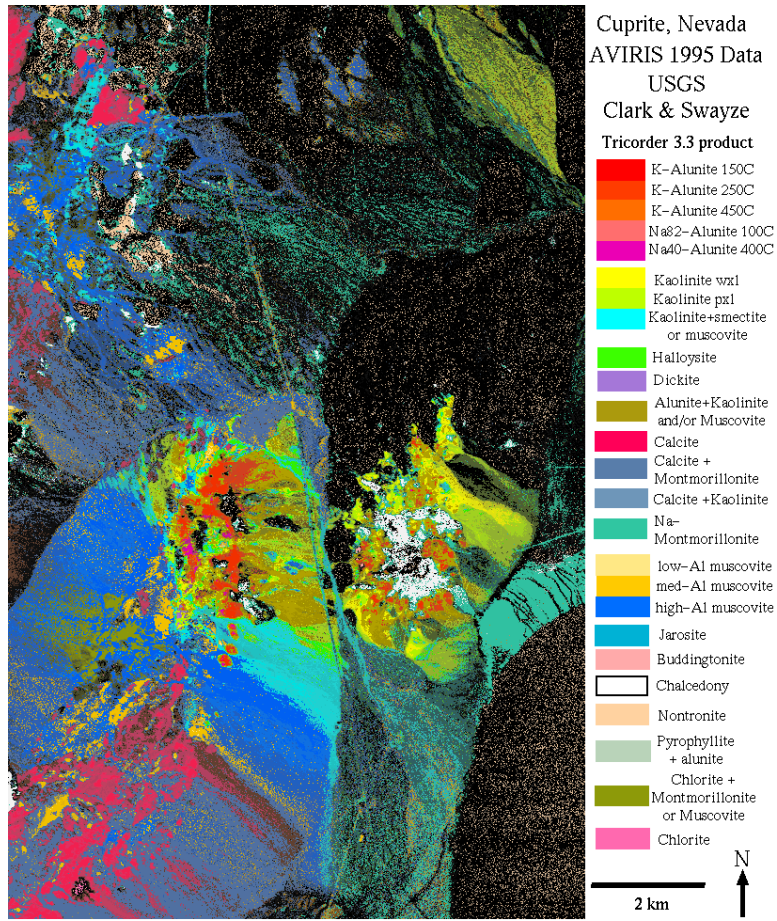 Cuprite, Nevada
AVIRIS 1995 Data
USGS
Clark & Swayze
Tricorder 3.3 product
K-Alunite 150C
K-Alunite 250C
K-Alunite 450C
Na82-Alunite 100C
Na40-Alunite 400C
Kaolinite wxl
Kaolinite pxl
Kaolinite+smectite
or muscovite
Halloysite
Dickite
Alunite+Kaolinite
and/or Muscovite
Calcite
Calcite +
Montmorillonite
Calcite +Kaolinite
Na-
Montmorillonite
low-Al muscovite
med-Al muscovite
high-Al muscovite
Jarosite
Buddingtonite
Chalcedony
Nontronite
Pyrophyllite
+ alunite
Chlorite +
Montmorillonite
or Muscovite
Chlorite
N
2 km